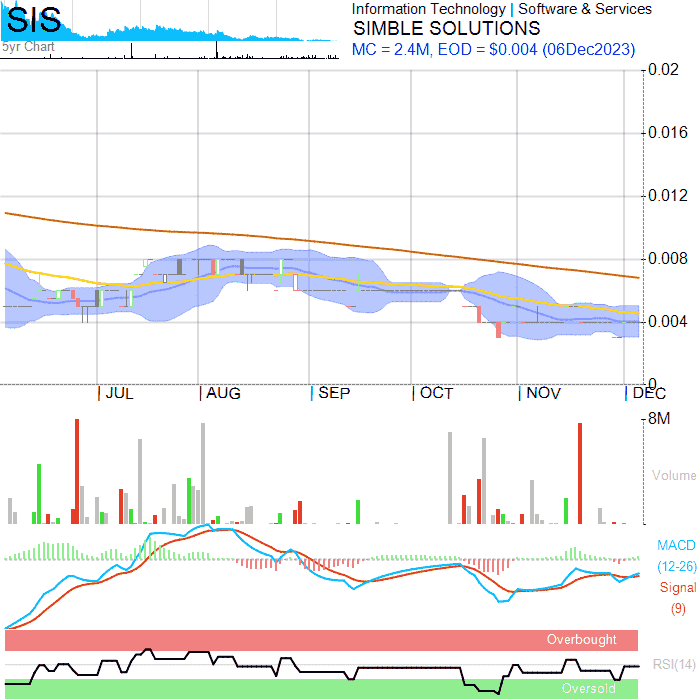 SIS
5yr Chart
Information Technology | Software & Services
SIMBLE SOLUTIONS
MC = 2.4M, EOD = $0.004 (06Dec2023)
0.02
0.016
0.012
0.008
0.004
0
JUL
AUG
SEP
OCT
NOV
DEC
8M
Volume
MACD
(12-26)
Signal
(9)
Overbought
RSI(14)
Oversold